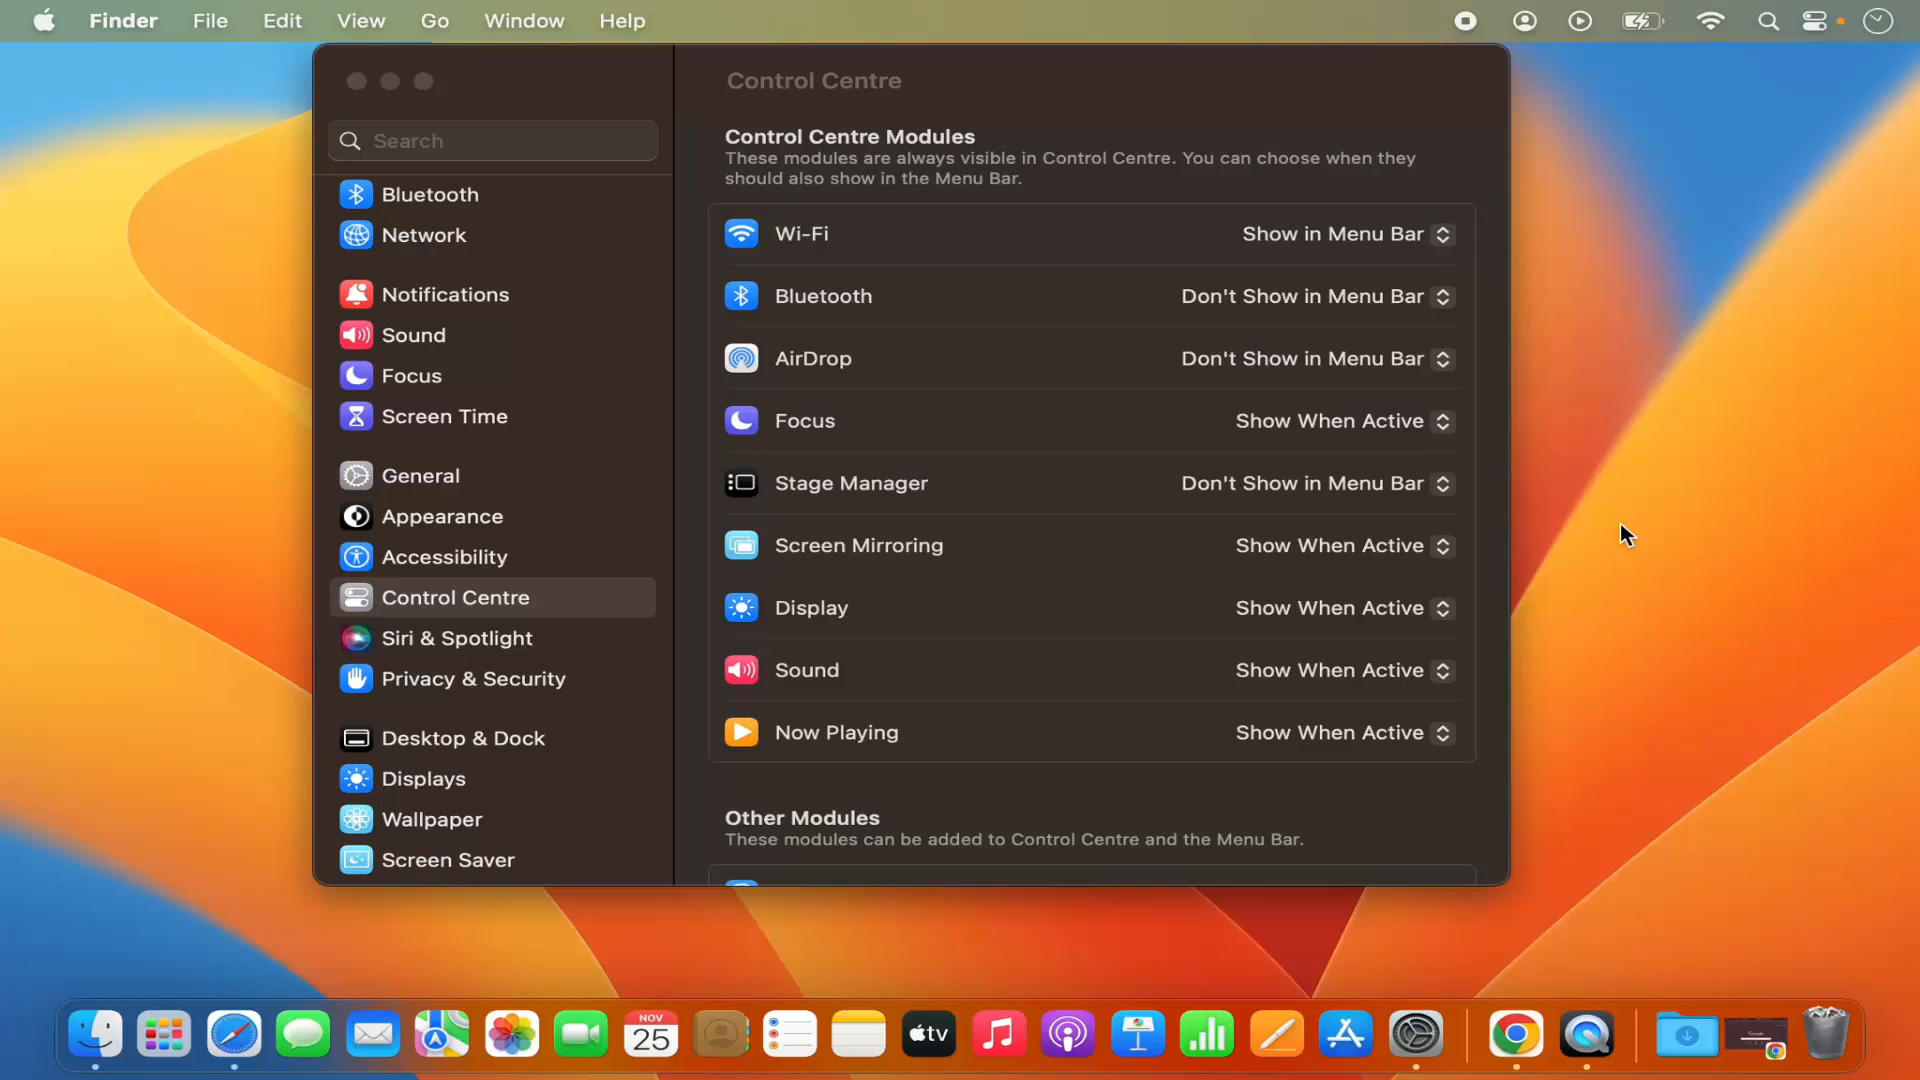 Finder File Edit View Go Window Help
Control Centre
Search
Bluetooth
Network
Notifications
Sound
Focus
Screen Time
General
Appearance
Accessibility
Control Centre
Siri & Spotlight
Privacy & Security
Desktop & Dock
Displays
Wallpaper
Screen Saver
Control Centre Modules
These modules are always visible in Control Centre. You can choose when they
should also show in the Menu Bar.
Wi-Fi Show in Menu Bar
Bluetooth Don't Show in Menu Bar
AirDrop Don't Show in Menu Bar
Focus Show When Active
Stage Manager Don't Show in Menu Bar
Screen Mirroring Show When Active
Display Show When Active
Sound Show When Active
Now Playing Show When Active
Other Modules
These modules can be added to Control Centre and the Menu Bar.
NOV
25
tv